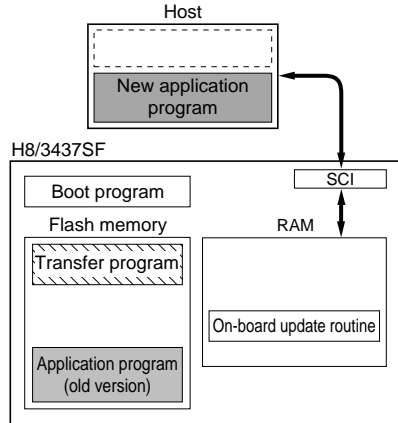 Host
New application
program
H8/3437SF
SCI
Boot program
Flash memory
RAM
Transfer program
On-board update routine
Application program
(old version)